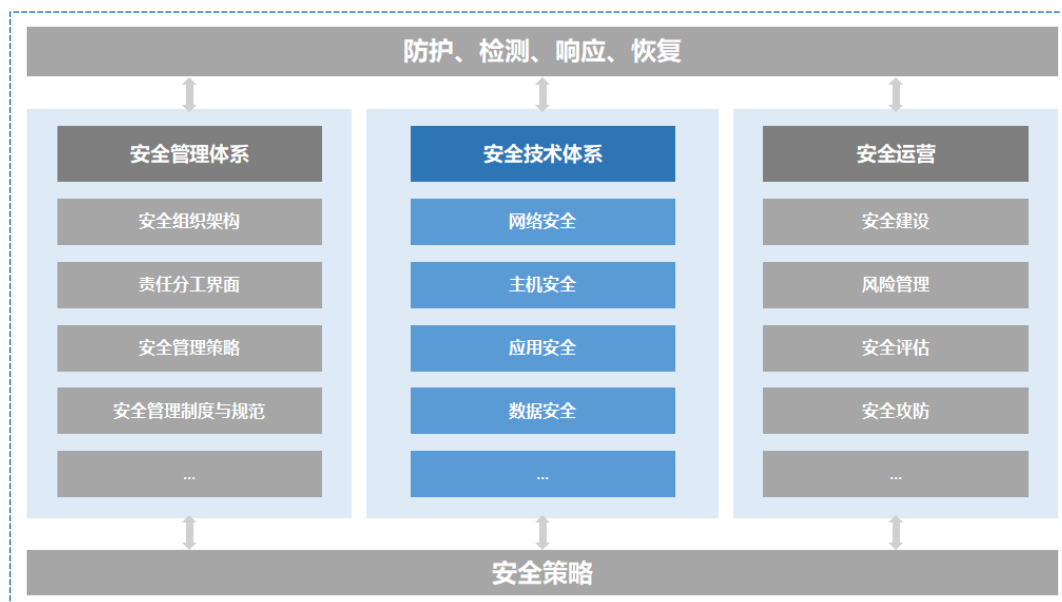 防护、检测、响应、恢复
安全管理体系
安全组织架构
责任分工界面
安全管理策略
安全管理制度与规范
...
安全技术体系
网络安全
主机安全
应用安全
数据安全
...
安全运营
安全建设
风险管理
安全评估
安全攻防
...
安全策略